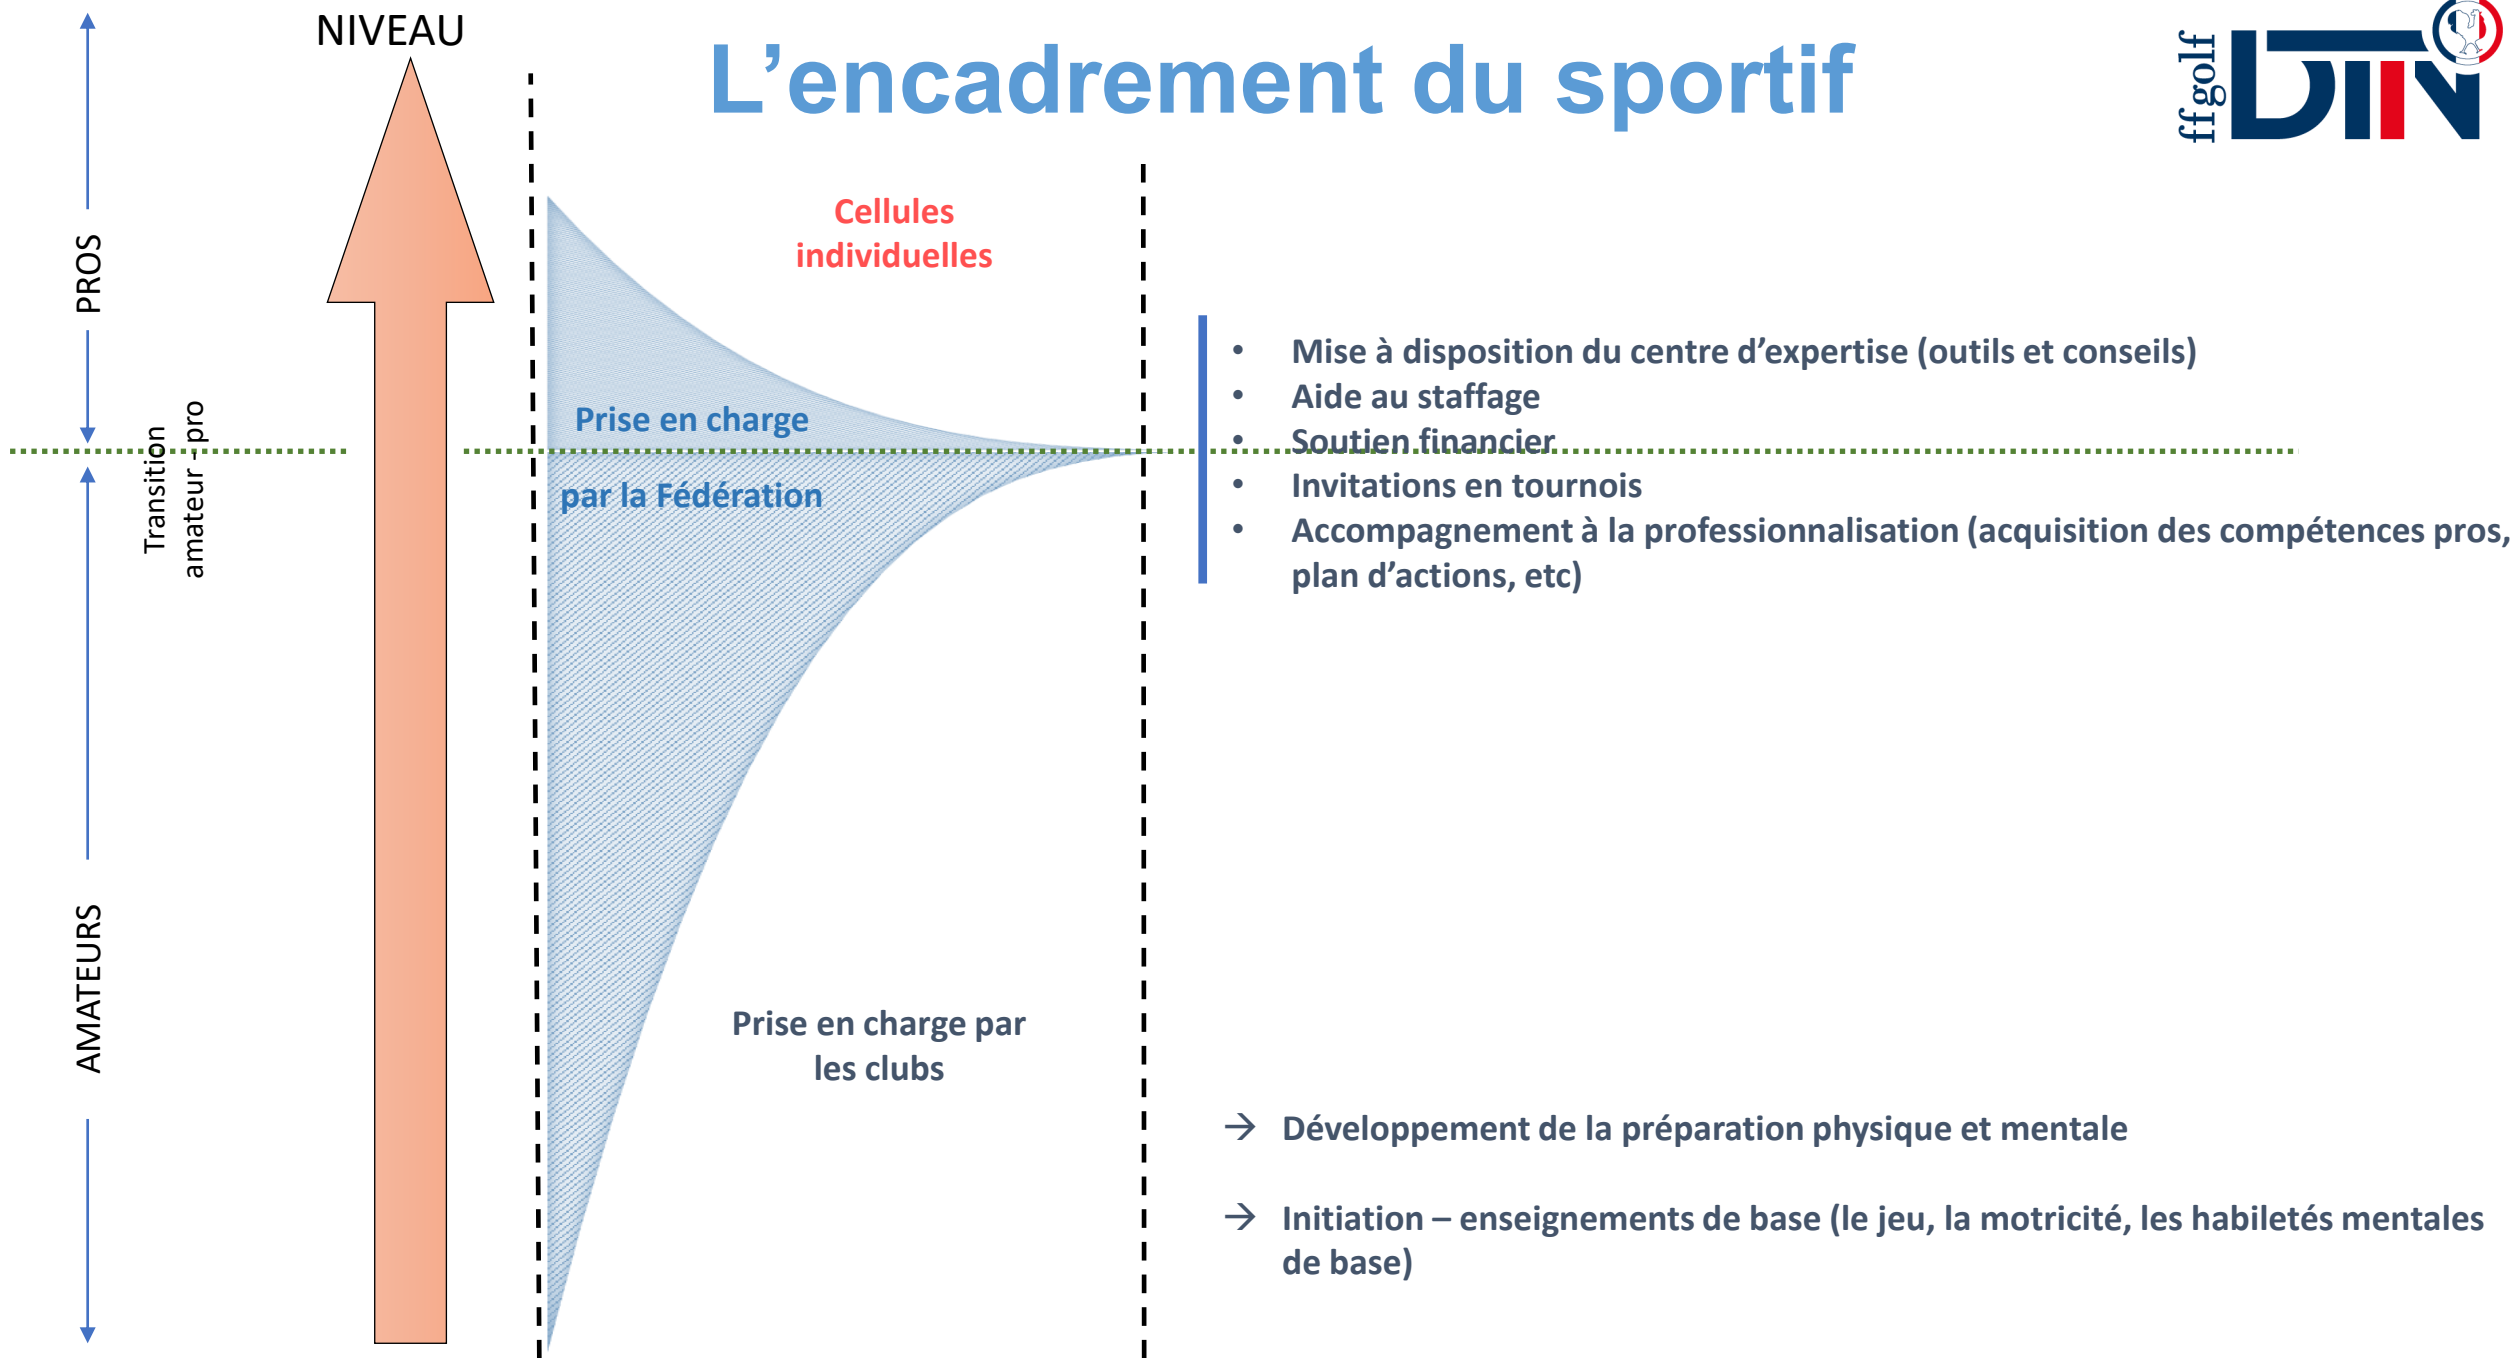 NIVEAU
L’encadrement du sportif
ffgolf
DTN
PROS
Transition
amateur - pro
AMATEURS
Cellules
individuelles
Prise en charge
par la Fédération
Prise en charge par
les clubs
• Mise à disposition du centre d’expertise (outils et conseils)
• Aide au staffage
• Soutien financier
• Invitations en tournois
• Accompagnement à la professionnalisation (acquisition des compétences pros,
plan d’actions, etc)
→ Développement de la préparation physique et mentale
→ Initiation – enseignements de base (le jeu, la motricité, les habiletés mentales
de base)